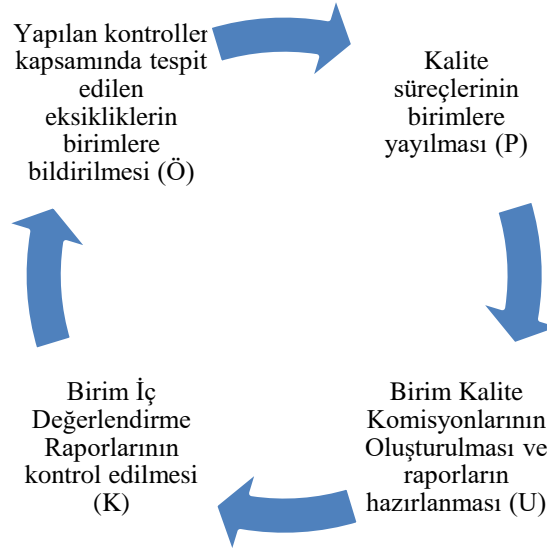 Yapılan kontroller
kapsamında tespit
edilen
eksikliklerin
birimlere
bildirilmesi (Ö)
Kalite
süreçlerinin
birimlere
yayılması (P)
Birim Kalite
Komisyonlarının
Oluşturulması ve
raporların
hazırlanması (U)
Birim İç
Değerlendirme
Raporlarının
kontrol edilmesi
(K)